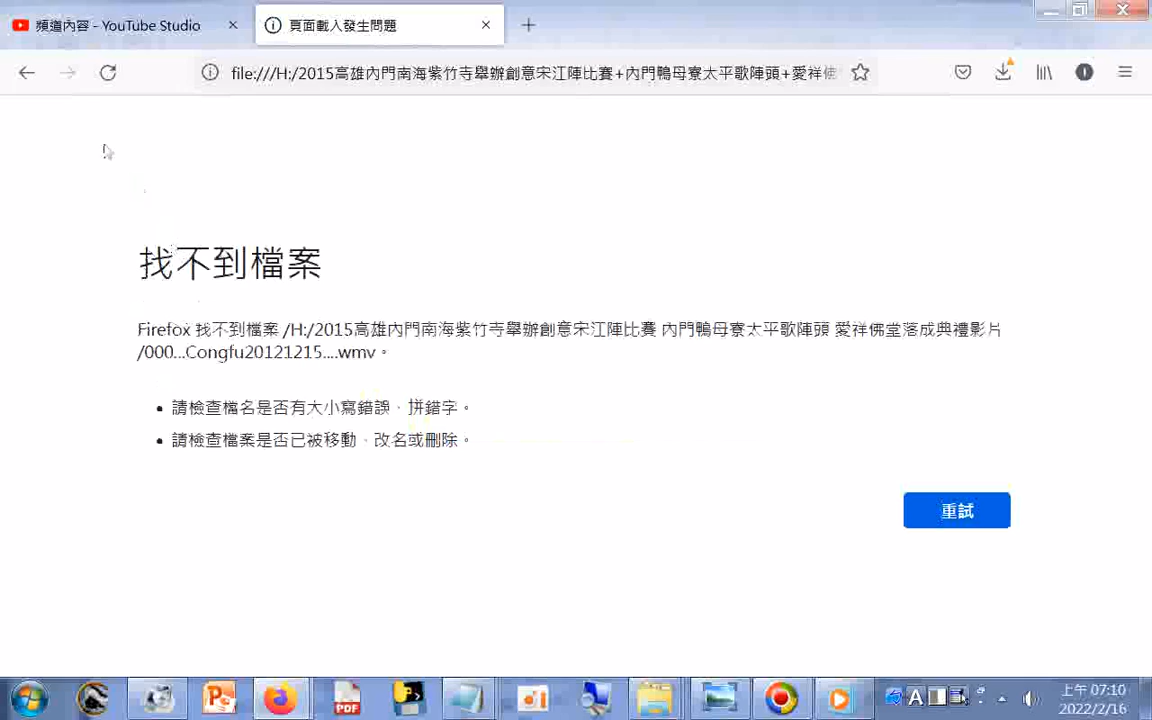 頻道內容 - YouTube Studio
頁面載入發生問題
file:///H:/2015高雄內門南海紫竹寺舉辦創意宋江陣比賽+內門鴨母寮太平歌陣頭+愛祥佛
找不到檔案
Firefox 找不到檔案 /H:/2015高雄內門南海紫竹寺舉辦創意宋江陣比賽 內門鴨母寮太平歌陣頭 愛祥佛堂落成典禮影片
/000...Congfu20121215....wmv。
請檢查檔名是否有大小寫錯誤、拼錯字。
請檢查檔案是否已被移動、改名或刪除。
重試
PDF
A
上午 07:10
2022/2/16